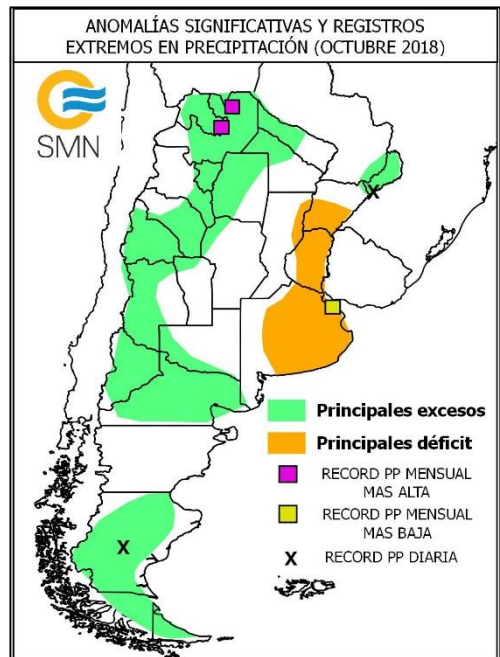 ANOMALÍAS SIGNIFICATIVAS Y REGISTROS
EXTREMOS EN PRECIPITACIÓN (OCTUBRE 2018)
SMN
Principales excesos
Principales déficit
RECORD PP MENSUAL
MAS ALTA
RECORD PP MENSUAL
MAS BAJA
X RECORD PP DIARIA
X
X